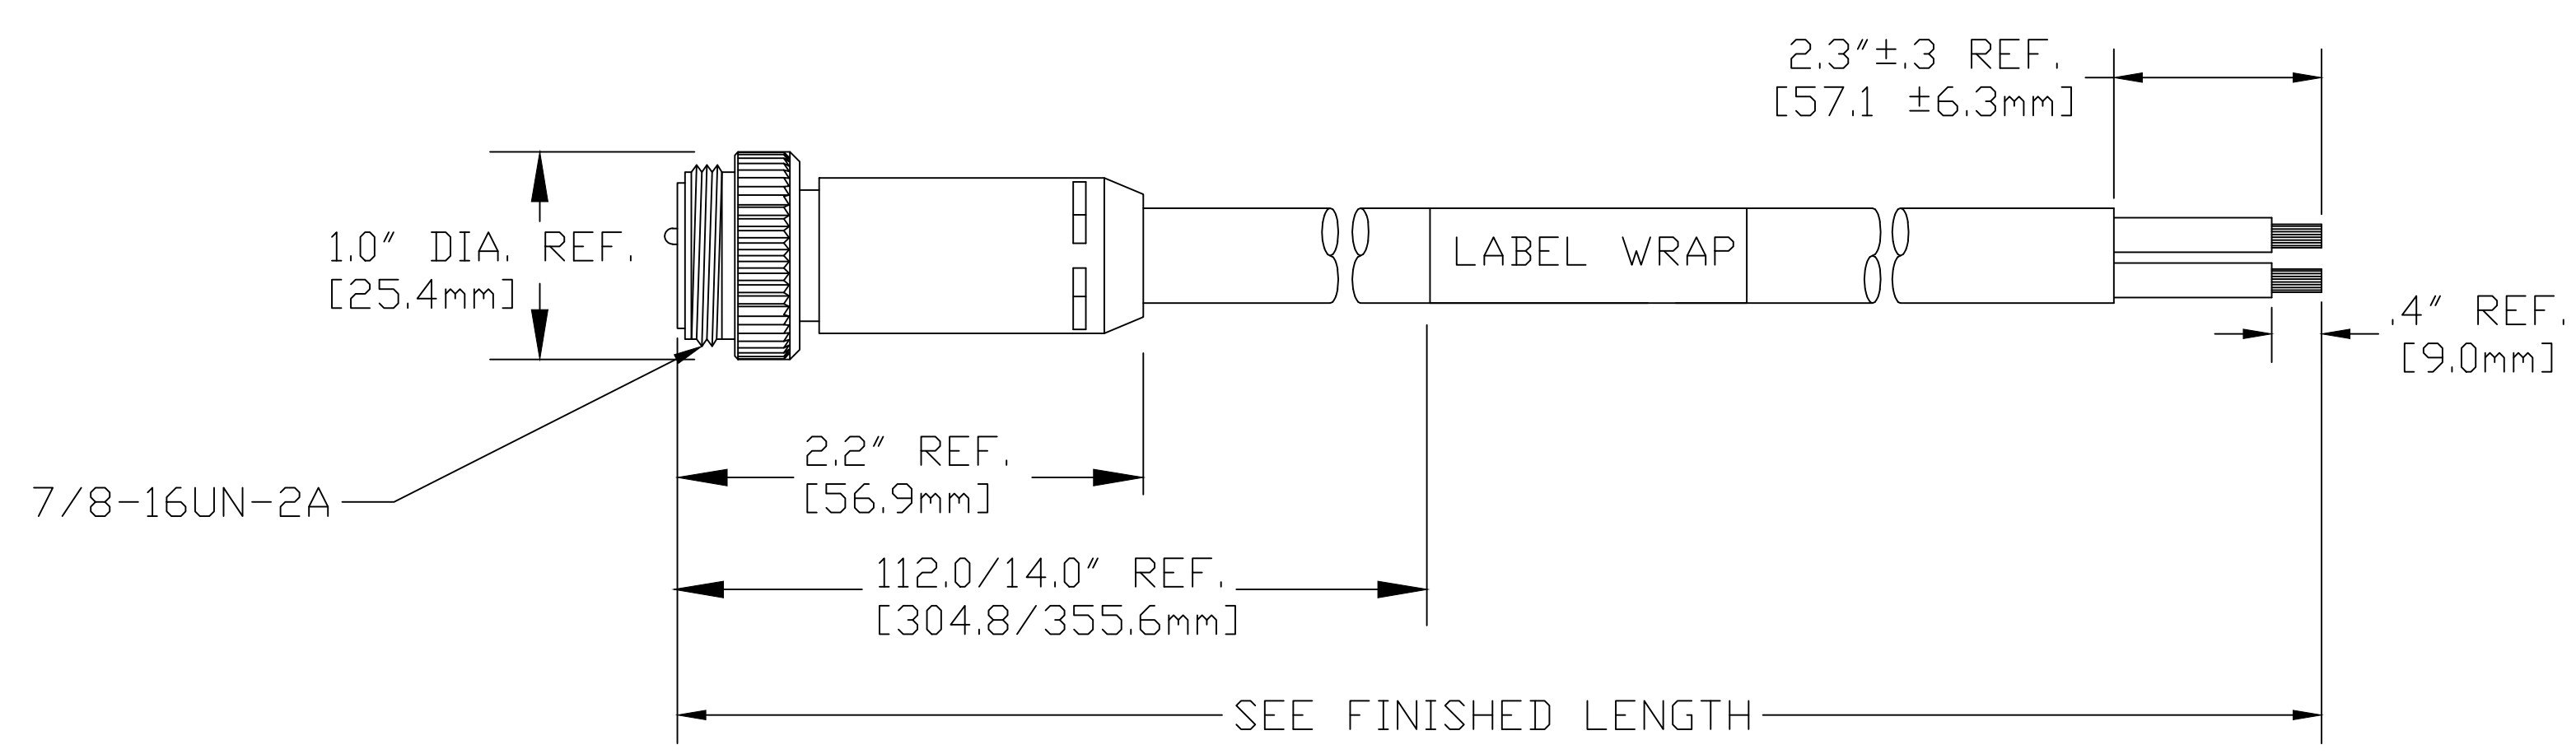 2.3"±.3 REF.
[57.1 ±6.3mm]
1.0" DIA. REF.
[25.4mm]
LABEL WRAP
.4" REF.
[9.0mm]
2.2" REF.
[56.9mm]
7/8-16UN-2A
112.0/14.0" REF.
[304.8/355.6mm]
SEE FINISHED LENGTH